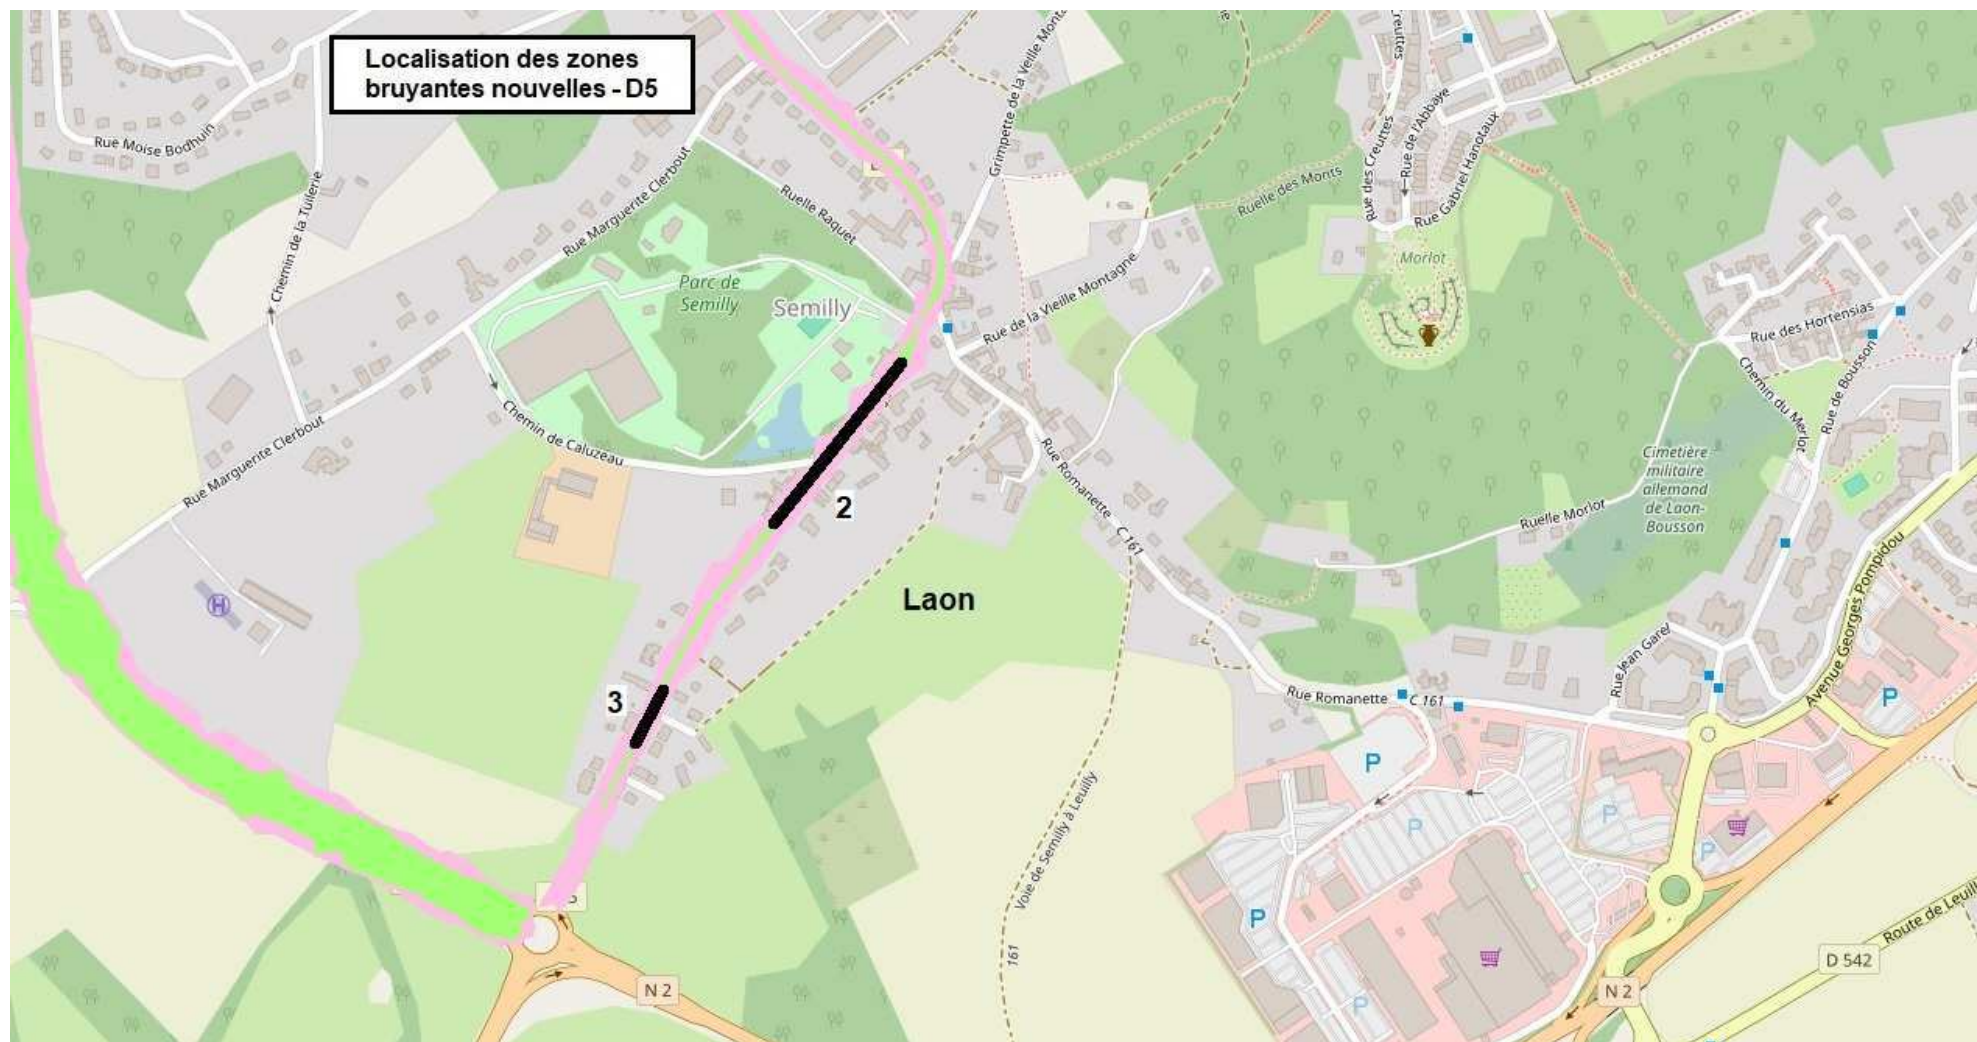 Localisation des zones
bruyantes nouvelles - D5
Rue Moise Bodhuin
Chemin de la Tuilerie
Rue Marguerite Clerbout
Ruelle Raquet
Grimpette de la Vieille
Ruelle des Monts
Rue des Creuttes
Creuttes
Rue de l'Abbaye
Rue Gabriel Hanotaux
Morlot
Parc de
Semilly
Semilly
Rue de la Vieille Montagne
Rue des Hortensias
Chemin du Merlot
Rue de Bousson
Chemin de Caluzeau
Rue Marguerite Clerbout
Rue Romanette
C 161
Cimetière
militaire
allemand
de Laon-
Bousson
Ruelle Morlot
2
H
Laon
Avenue Georges Pompidou
Rue Jean Garel
3
Rue Romanette
C 161
P
P
P
P
P
P
P
Voie de Semilly à Leuilly
161
N 2
N 2
D 542
Route de